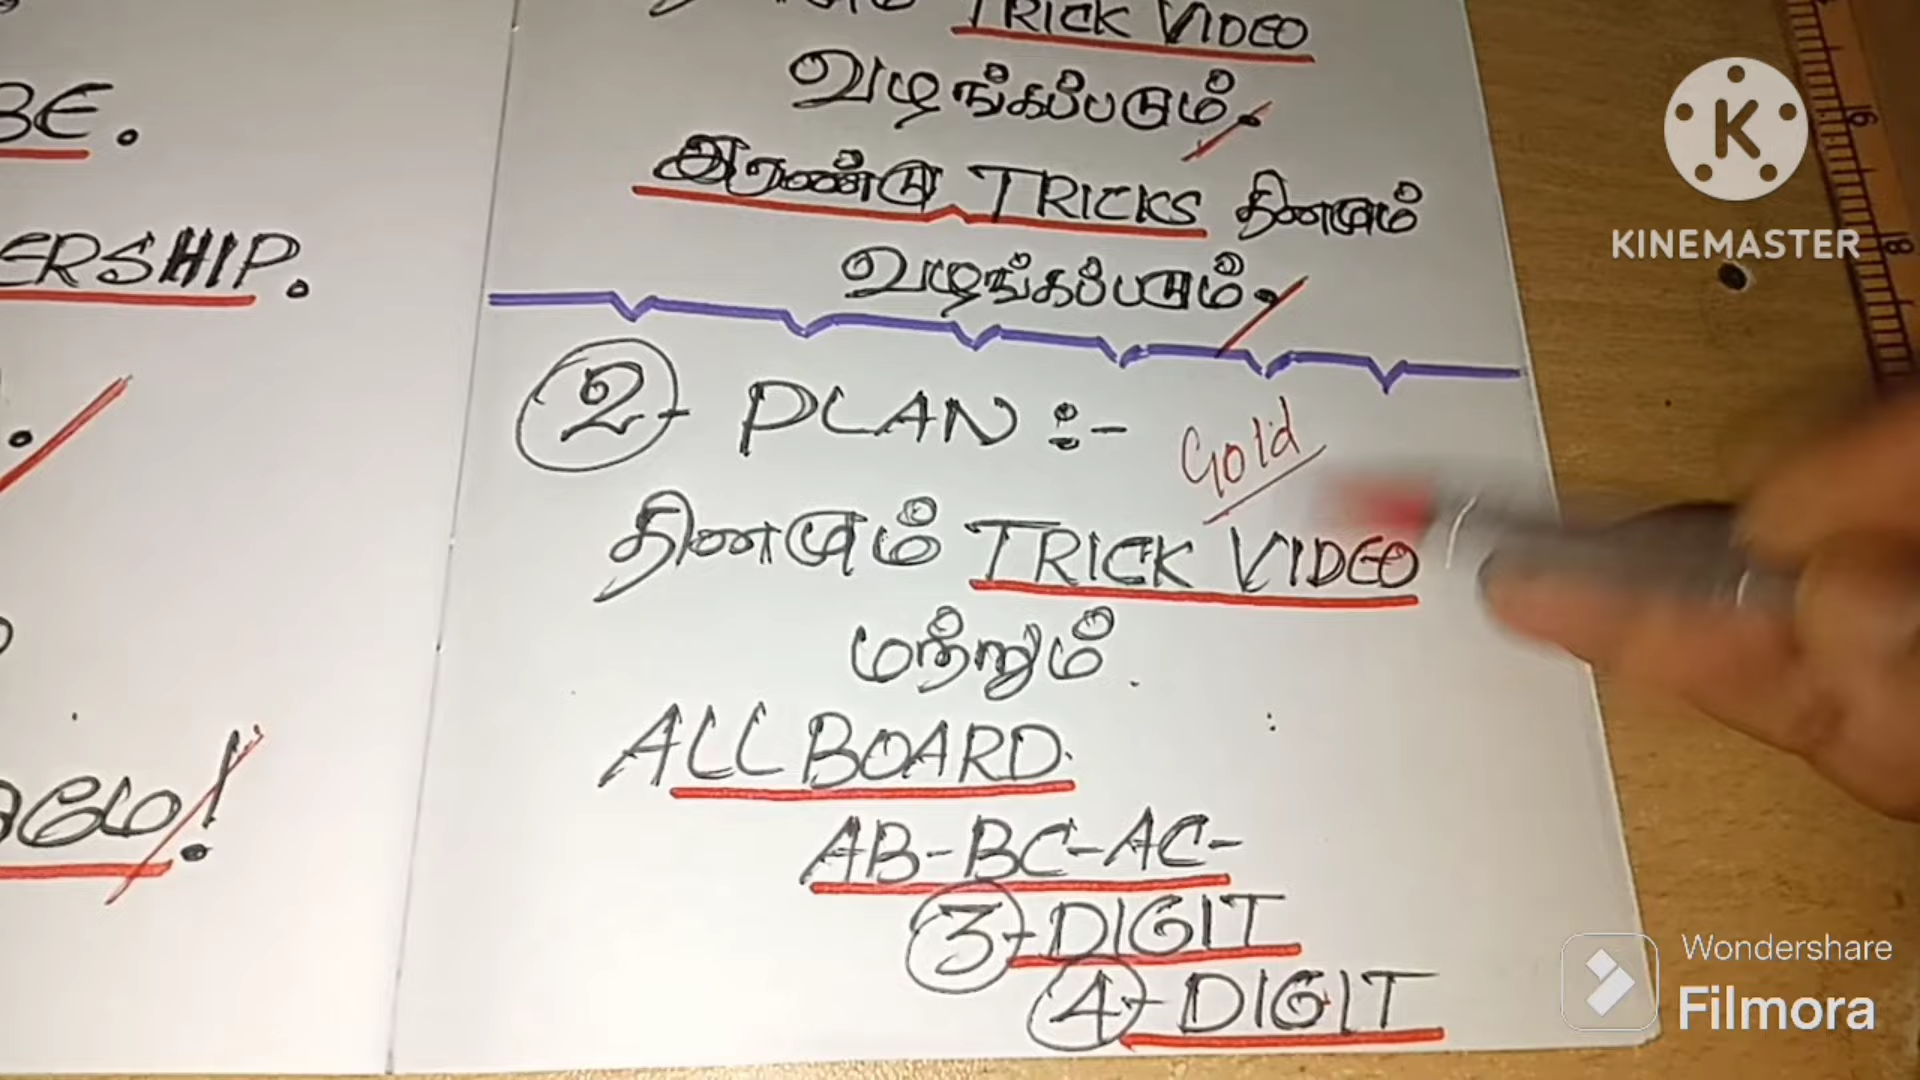 BE.
ERSHIP.
TRICK VIDEO
வழங்கப்படும்.
இரண்டு TRICKS தினமும்
வழங்கப்படும்.
2 - PLAN :-
Gold
தினமும் TRICK VIDEO
மற்றும்
ALL BOARD.
AB-BC-AC-
3-DIGIT
4-DIGIT
K
KINEMASTER
Wondershare
Filmora